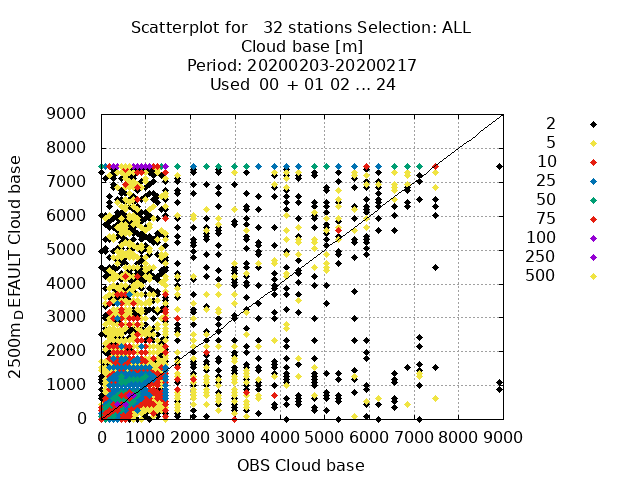 Scatterplot for   32 stations Selection: ALL
Cloud base [m]
Period: 20200203-20200217
Used  00 + 01 02 ... 24
2500m_DEFAULT Cloud base
9000
8000
7000
6000
5000
4000
3000
2000
1000
0
0 1000 2000 3000 4000 5000 6000 7000 8000 9000
OBS Cloud base
2
5
10
25
50
75
100
250
500